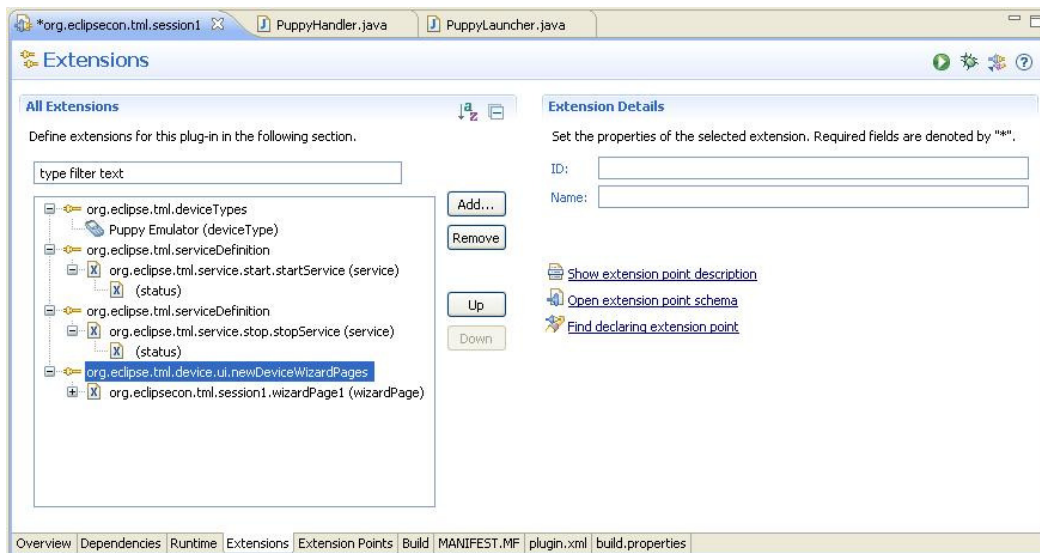 *org.eclipsecon.tml.session1 PuppyHandler.java PuppyLauncher.java
Extensions
All Extensions
Define extensions for this plug-in in the following section.
type filter text
org.eclipse.tml.deviceTypes
Puppy Emulator (deviceType)
org.eclipse.tml.serviceDefinition
org.eclipse.tml.service.start.startService (service)
(status)
org.eclipse.tml.serviceDefinition
org.eclipse.tml.service.stop.stopService (service)
(status)
org.eclipse.tml.device.ui.newDeviceWizardPages
org.eclipsecon.tml.session1.wizardPage1 (wizardPage)
Add...
Remove
Up
Down
Extension Details
Set the properties of the selected extension. Required fields are denoted by "*".
ID:
Name:
Show extension point description
Open extension point schema
Find declaring extension point
Overview Dependencies Runtime Extensions Extension Points Build MANIFEST.MF plugin.xml build.properties